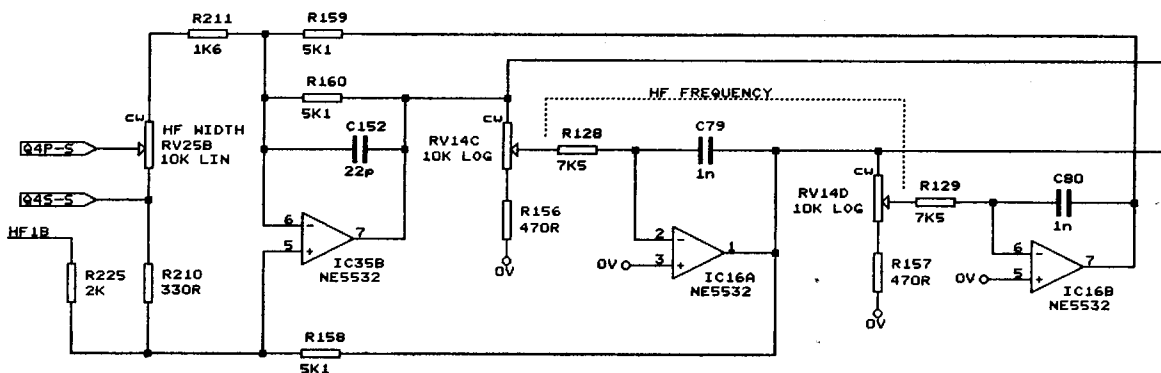 R211
1K6
R159
5K1
R160
5K1
C152
22p
HF FREQUENCY
CW
HF WIDTH
RV25B
10K LIN
Q4P-S
Q4S-S
HF1B
R225
2K
R210
330R
6
5
7
IC35B
NE5532
R158
5K1
CW
RV14C
10K LOG
R128
7K5
C79
1n
R156
470R
0V
2
3
1
0V
IC16A
NE5532
CW
RV14D
10K LOG
R129
7K5
C80
1n
R157
470R
0V
6
5
7
0V
IC16B
NE5532